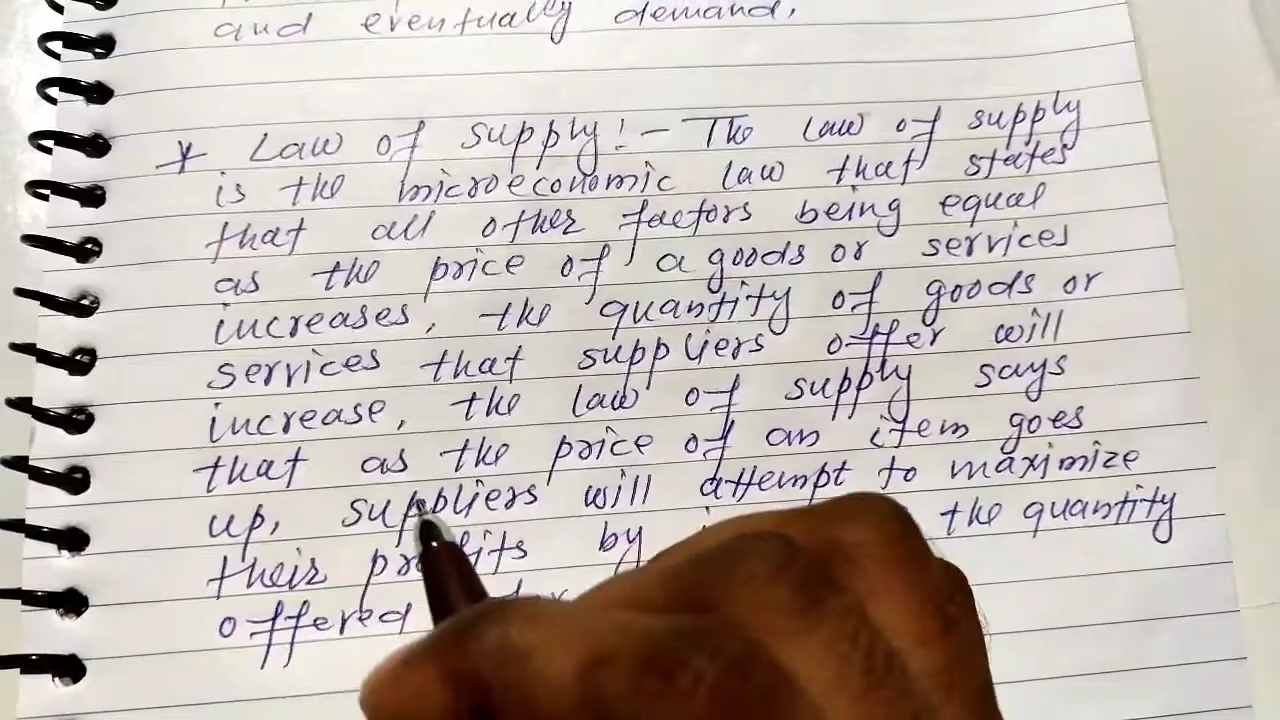 and eventually demand.
* Law of supply:- The law of supply
is the microeconomic law that states
that all other factors being equal
as the price of a goods or services
increases, the quantity of goods or
services that suppliers offer will
increase, the law of supply says
that as the price of an item goes
up, suppliers will attempt to maximize
their profits by the quantity
offered